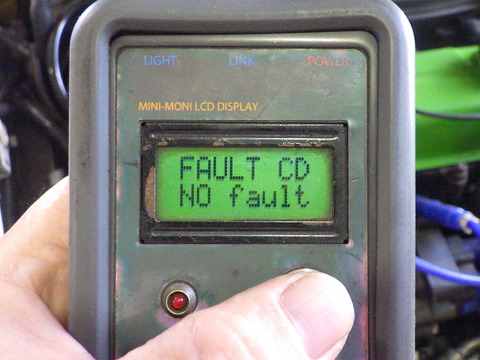 LIGHT LINK POWER
MINI-MONI LCD DISPLAY
FAULT CD
NO fault